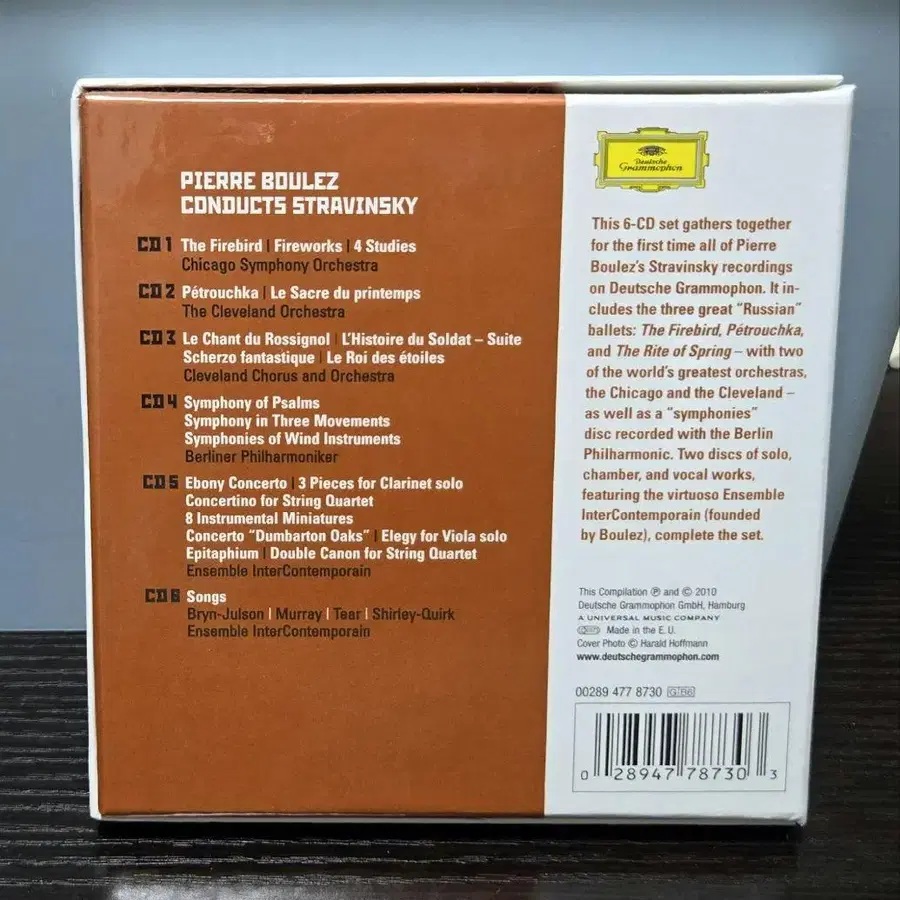 PIERRE BOULEZ
CONDUCTS STRAVINSKY
CD 1 The Firebird | Fireworks | 4 Studies
Chicago Symphony Orchestra
CD 2 Pétrouchka | Le Sacre du printemps
The Cleveland Orchestra
CD 3 Le Chant du Rossignol | L'Histoire du Soldat – Suite
Scherzo fantastique | Le Roi des étoiles
Cleveland Chorus and Orchestra
CD 4 Symphony of Psalms
Symphony in Three Movements
Symphonies of Wind Instruments
Berliner Philharmoniker
CD 5 Ebony Concerto | 3 Pieces for Clarinet solo
Concertino for String Quartet
8 Instrumental Miniatures
Concerto "Dumbarton Oaks" | Elegy for Viola solo
Epitaphium | Double Canon for String Quartet
Ensemble InterContemporain
CD 6 Songs
Bryn-Julson | Murray | Tear | Shirley-Quirk
Ensemble InterContemporain
Deutsche
Grammophon
This 6-CD set gathers together
for the first time all of Pierre
Boulez's Stravinsky recordings
on Deutsche Grammophon. It in-
cludes the three great "Russian"
ballets: The Firebird, Pétrouchka,
and The Rite of Spring – with two
of the world's greatest orchestras,
the Chicago and the Cleveland –
as well as a "symphonies"
disc recorded with the Berlin
Philharmonic. Two discs of solo,
chamber, and vocal works,
featuring the virtuoso Ensemble
InterContemporain (founded
by Boulez), complete the set.
This Compilation ℗ and © 2010
Deutsche Grammophon GmbH, Hamburg
A UNIVERSAL MUSIC COMPANY
Made in the E. U.
Cover Photo © Harald Hoffmann
www.deutschegrammophon.com
00289 477 8730
0 28947 78730 3